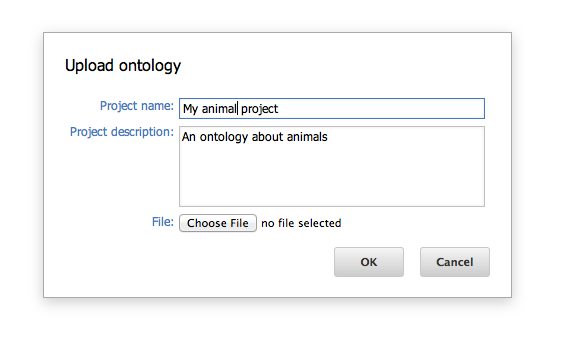 Upload ontology
Project name: My animal project
Project description: An ontology about animals
File: Choose File no file selected
OK Cancel